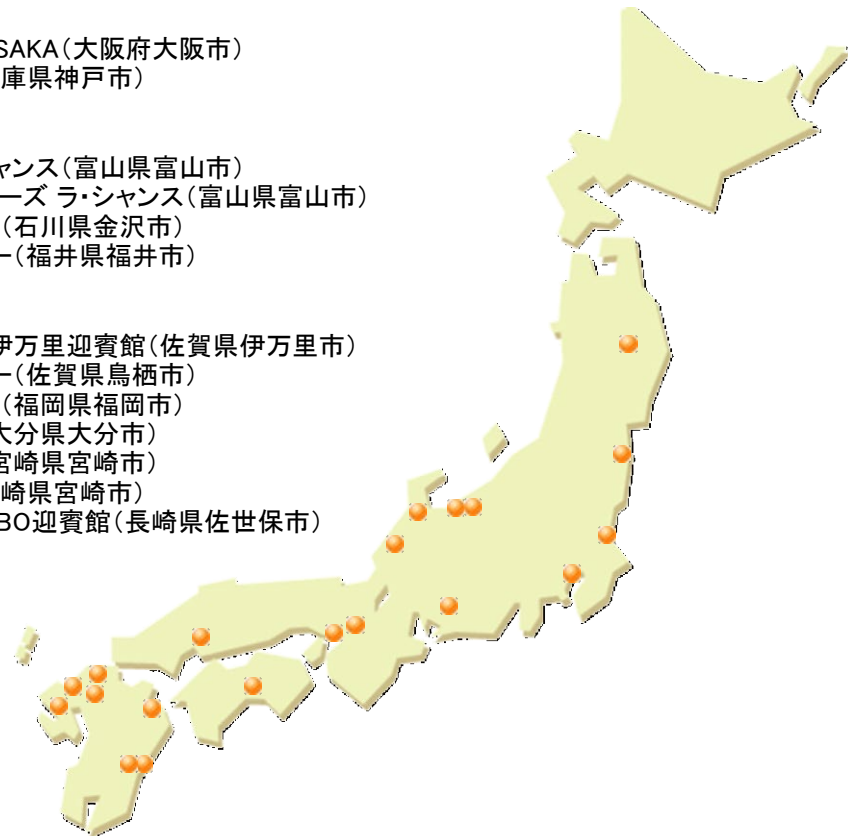 SAKA（大阪府大阪市）
庫県神戸市）
ャンス（富山県富山市）
ーズ ラ・シャンス（富山県富山市）
（石川県金沢市）
ー（福井県福井市）
伊万里迎賓館（佐賀県伊万里市）
ー（佐賀県鳥栖市）
（福岡県福岡市）
大分県大分市）
宮崎県宮崎市）
崎県宮崎市）
BO迎賓館（長崎県佐世保市）